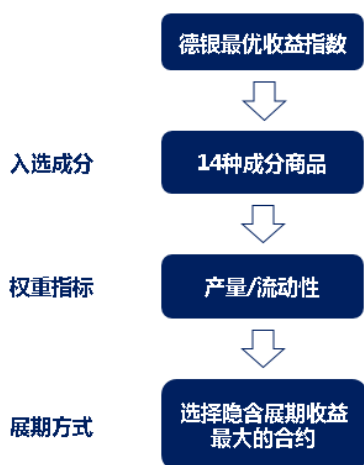 德银最优收益指数
入选成分
14种成分商品
权重指标
产量/流动性
展期方式
选择隐含展期收益
最大的合约